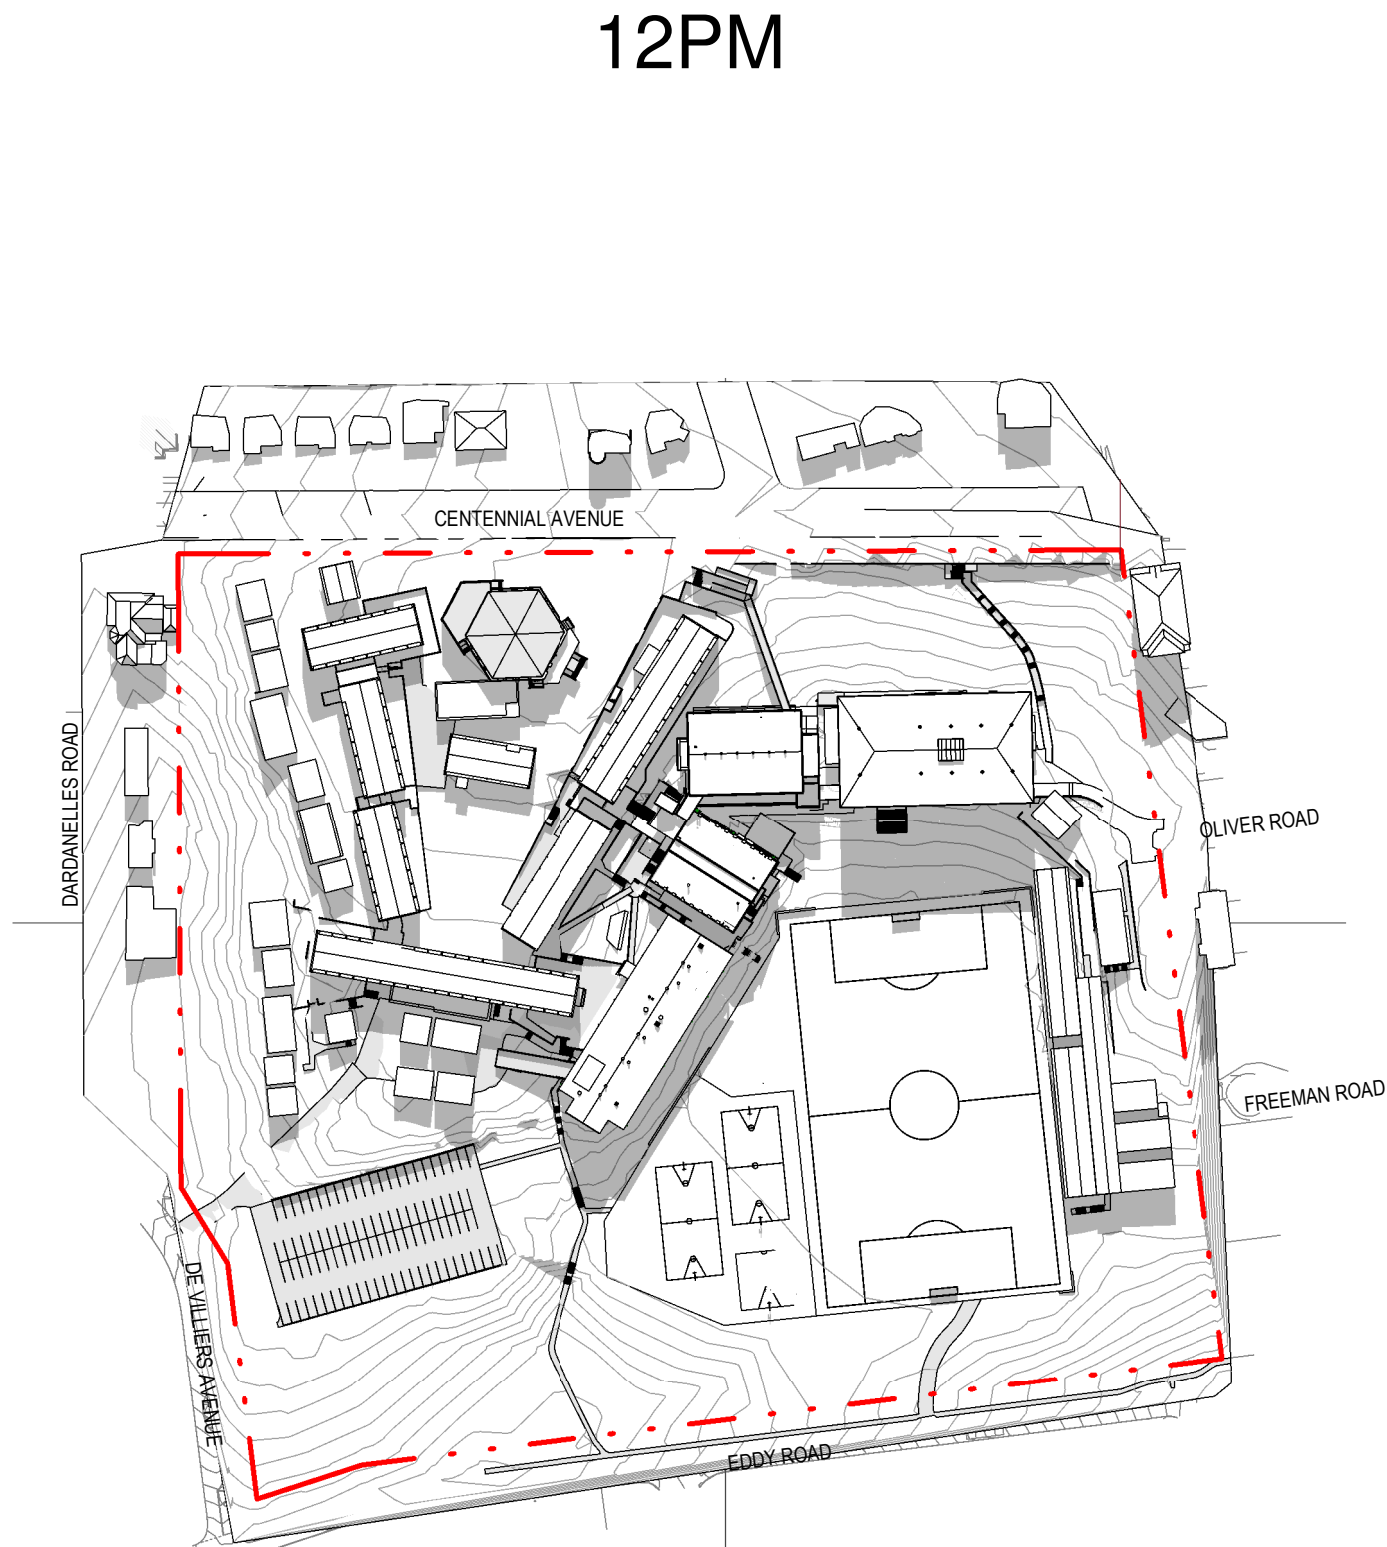 12PM
CENTENNIAL AVENUE
DARDANELLES ROAD
OLIVER ROAD
FREEMAN ROAD
DE VILLIERS AVENUE
EDDY ROAD